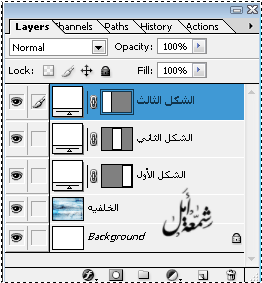 Layers Channels Paths History Actions
Normal Opacity: 100%
Lock: Fill: 100%
الشكل الثالث
الشكل الثاني
الشكل الأول
الخلفيه
شمعة أمل
Background